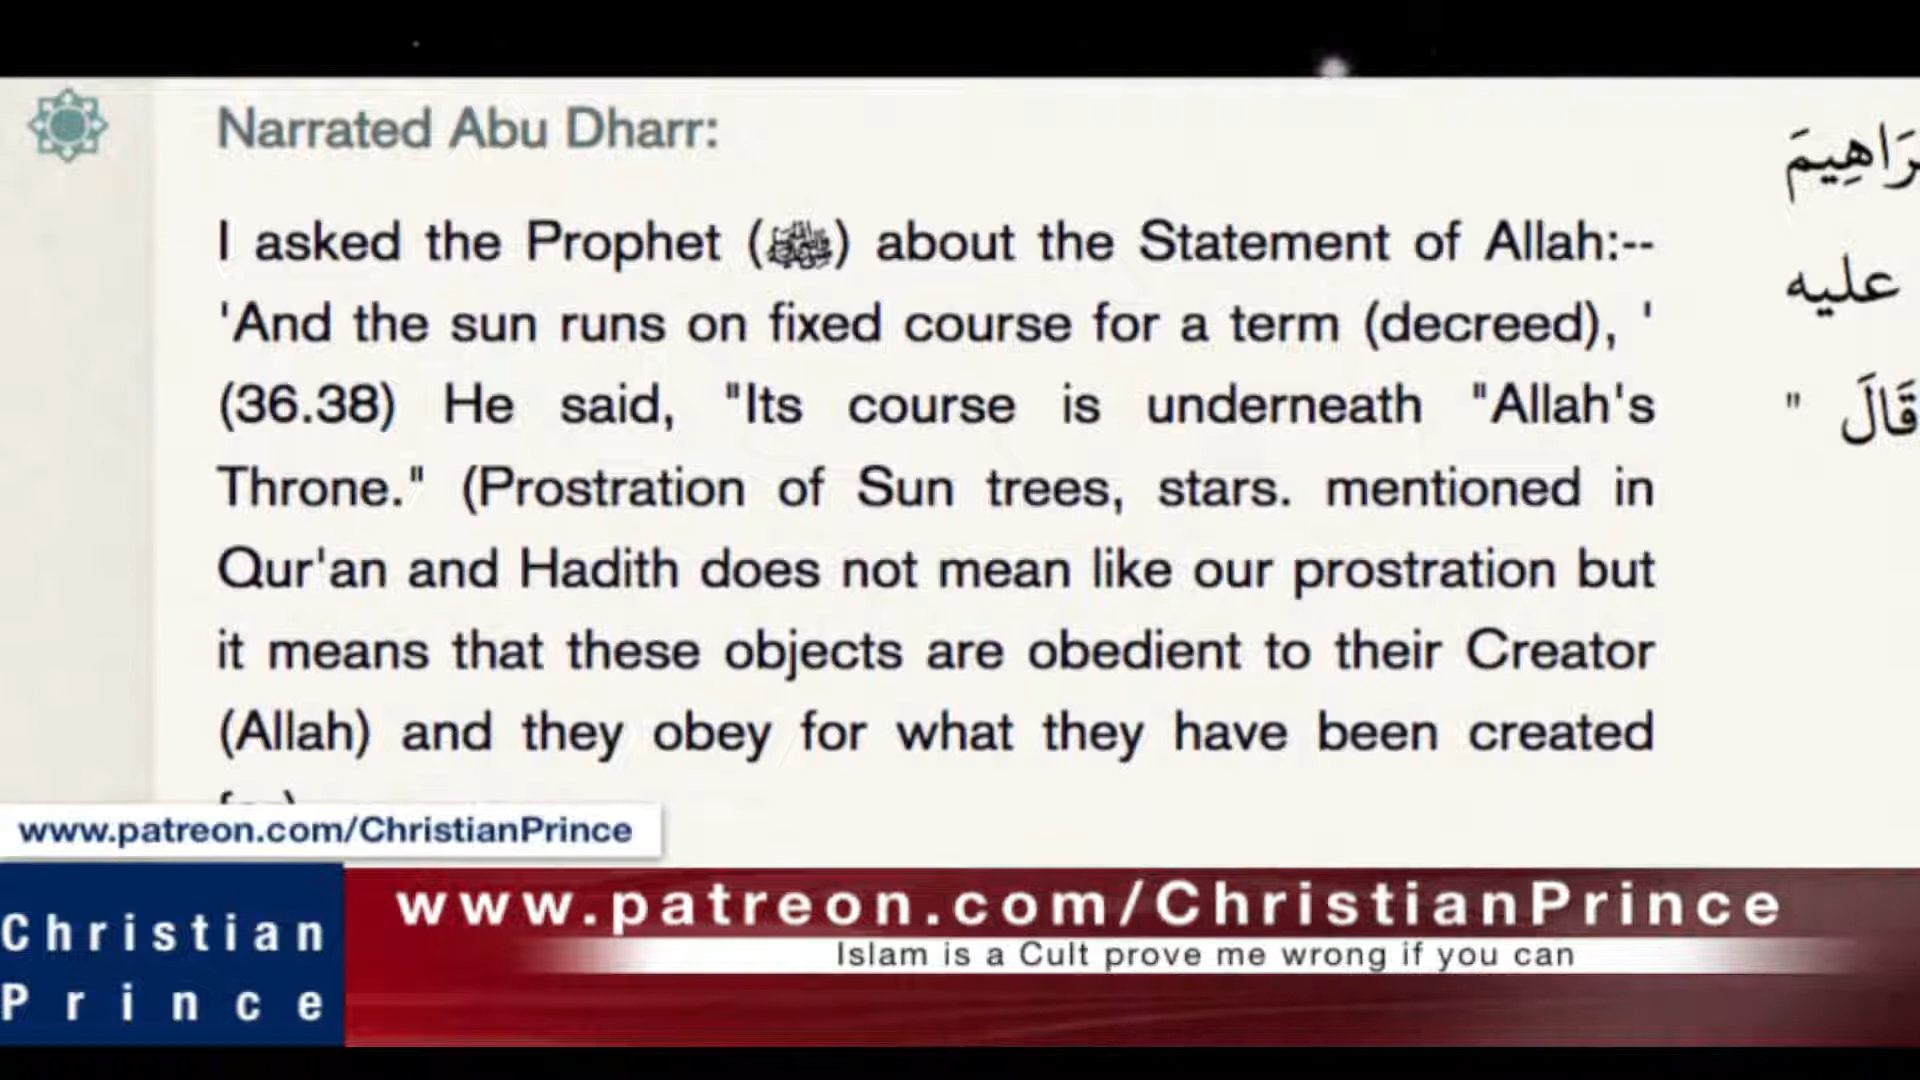 Narrated Abu Dharr:
I asked the Prophet (ﷺ) about the Statement of Allah:--
'And the sun runs on fixed course for a term (decreed), '
(36.38) He said, "Its course is underneath "Allah's
Throne." (Prostration of Sun trees, stars. mentioned in
Qur'an and Hadith does not mean like our prostration but
it means that these objects are obedient to their Creator
(Allah) and they obey for what they have been created
عليه
قَالَ "
www.patreon.com/ChristianPrince
Christian
Prince
www.patreon.com/ChristianPrince
Islam is a Cult prove me wrong if you can